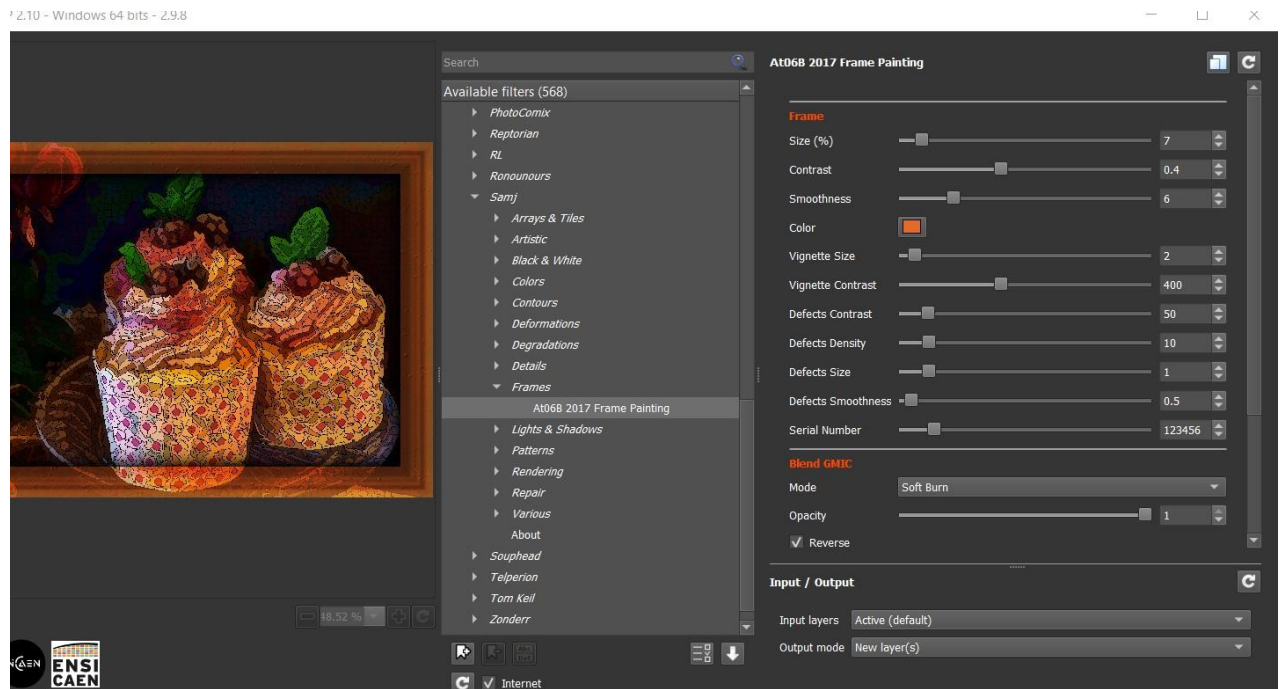 2.10 - Windows 64 bits - 2.9.8
Search
Available filters (568)
PhotoComix
Reptorian
RL
Ronounours
Samj
Arrays & Tiles
Artistic
Black & White
Colors
Contours
Deformations
Degradations
Details
Frames
At06B 2017 Frame Painting
Lights & Shadows
Patterns
Rendering
Repair
Various
About
Souphead
Telperion
Tom Keil
Zonderr
Internet
48.52 %
ENSI
CAEN
At06B 2017 Frame Painting
Frame
Size (%) 7
Contrast 0.4
Smoothness 6
Color
Vignette Size 2
Vignette Contrast 400
Defects Contrast 50
Defects Density 10
Defects Size 1
Defects Smoothness 0.5
Serial Number 123456
Blend GMIC
Mode Soft Burn
Opacity 1
Reverse
Input / Output
Input layers Active (default)
Output mode New layer(s)